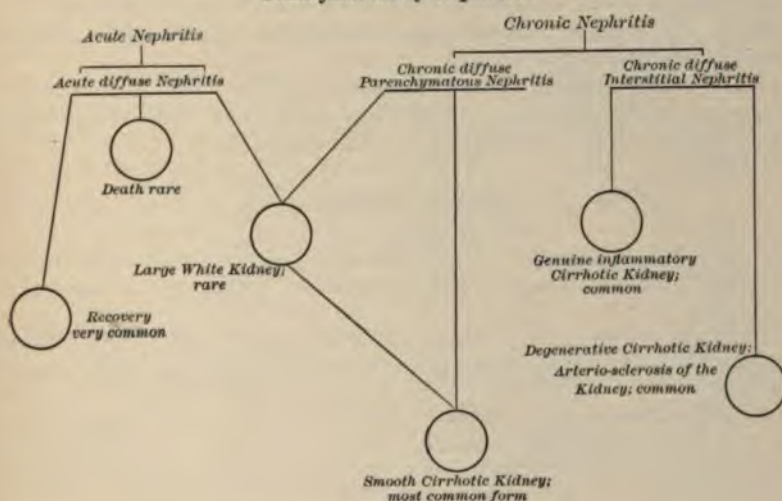 Acute Nephritis
Acute diffuse Nephritis
Death rare
Recovery
very common
Large White Kidney;
rare
Chronic Nephritis
Chronic diffuse
Parenchymatous Nephritis
Smooth Cirrhotic Kidney;
most common form
Chronic diffuse
Interstitial Nephritis
Genuine inflammatory
Cirrhotic Kidney;
common
Degenerative Cirrhotic Kidney;
Arterio-sclerosis of the
Kidney; common